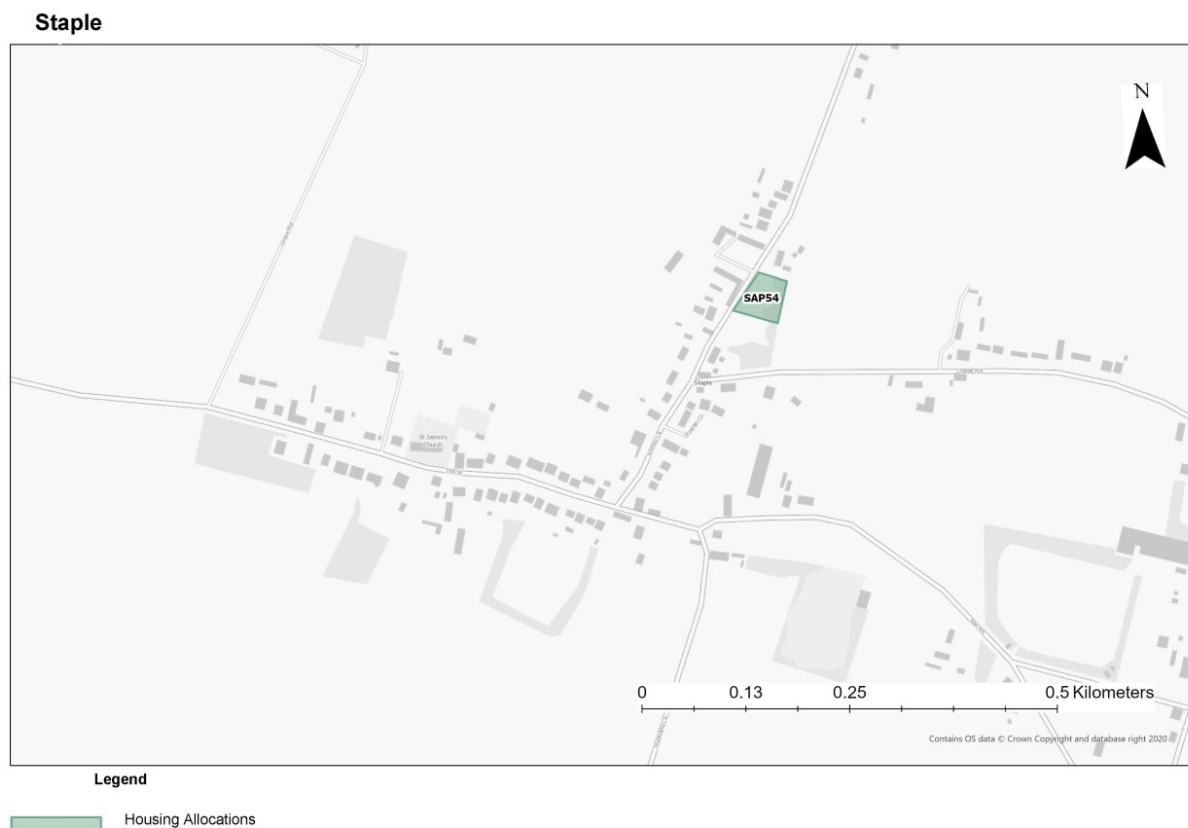 Staple
N
SAP54
Staple
St James's
Church
0 0.13 0.25 0.5 Kilometers
Contains OS data © Crown Copyright and database right 2020
Legend
Housing Allocations